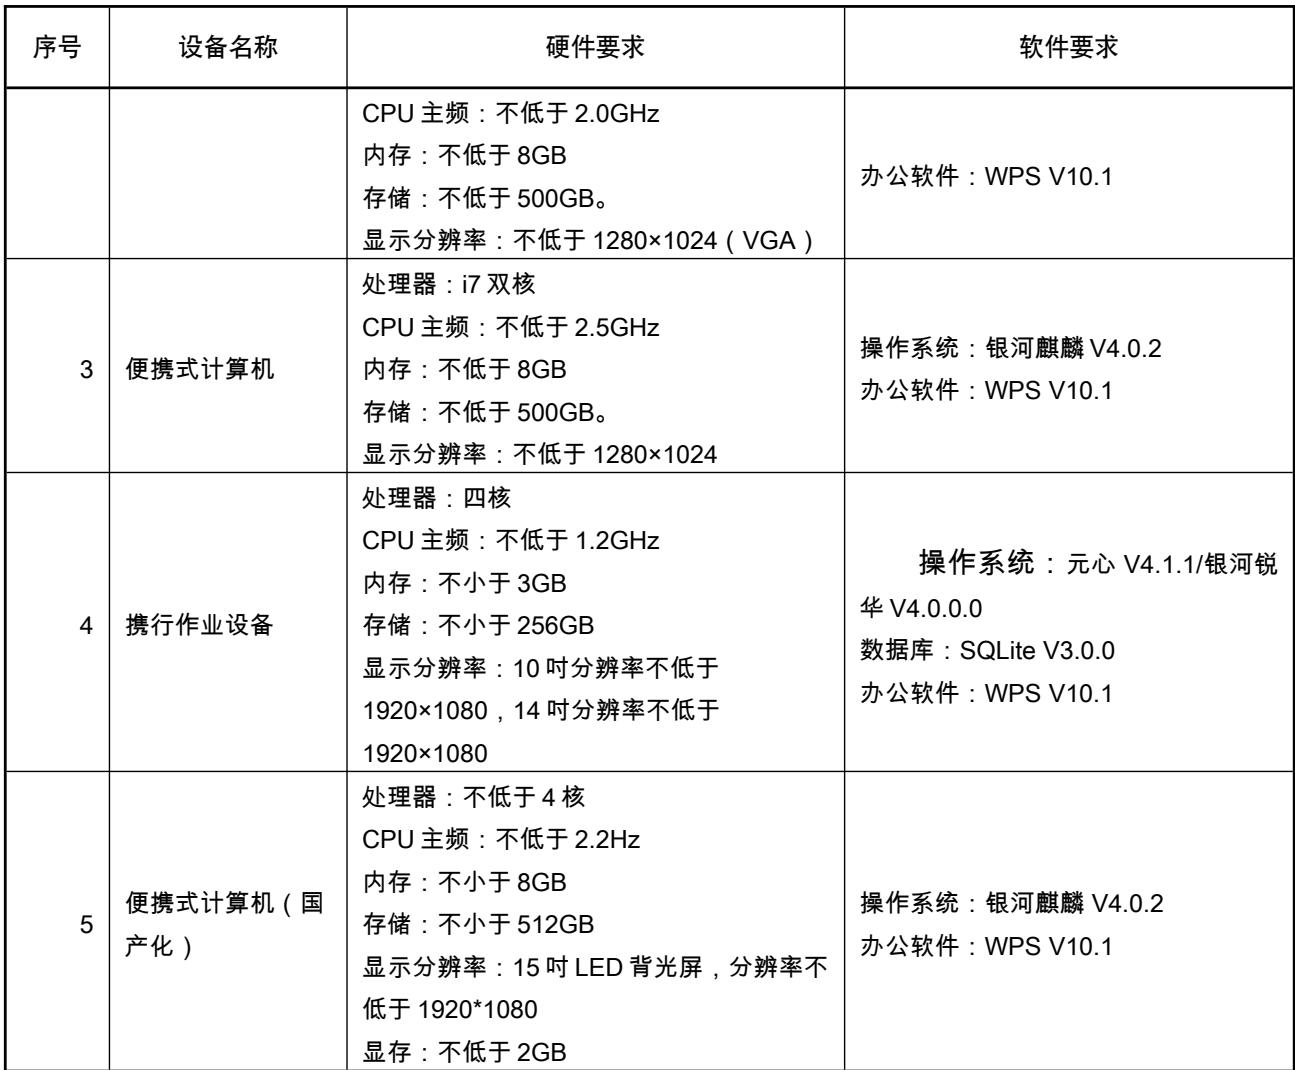 序号 设备名称 硬件要求 软件要求
CPU 主频：不低于 2.0GHz
内存：不低于 8GB
存储：不低于 500GB。
显示分辨率：不低于 1280×1024（VGA）
办公软件：WPS V10.1
3
便携式计算机
处理器：i7 双核
CPU 主频：不低于 2.5GHz
内存：不低于 8GB
存储：不低于 500GB。
显示分辨率：不低于 1280×1024
操作系统：银河麒麟 V4.0.2
办公软件：WPS V10.1
4
携行作业设备
处理器：四核
CPU 主频：不低于 1.2GHz
内存：不小于 3GB
存储：不小于 256GB
显示分辨率：10 吋分辨率不低于
1920×1080，14 吋分辨率不低于
1920×1080
操作系统：元心 V4.1.1/银河锐
华 V4.0.0.0
数据库：SQLite V3.0.0
办公软件：WPS V10.1
5
便携式计算机（国
产化）
处理器：不低于 4 核
CPU 主频：不低于 2.2Hz
内存：不小于 8GB
存储：不小于 512GB
显示分辨率：15 吋 LED 背光屏，分辨率不
低于 1920*1080
显存：不低于 2GB
操作系统：银河麒麟 V4.0.2
办公软件：WPS V10.1